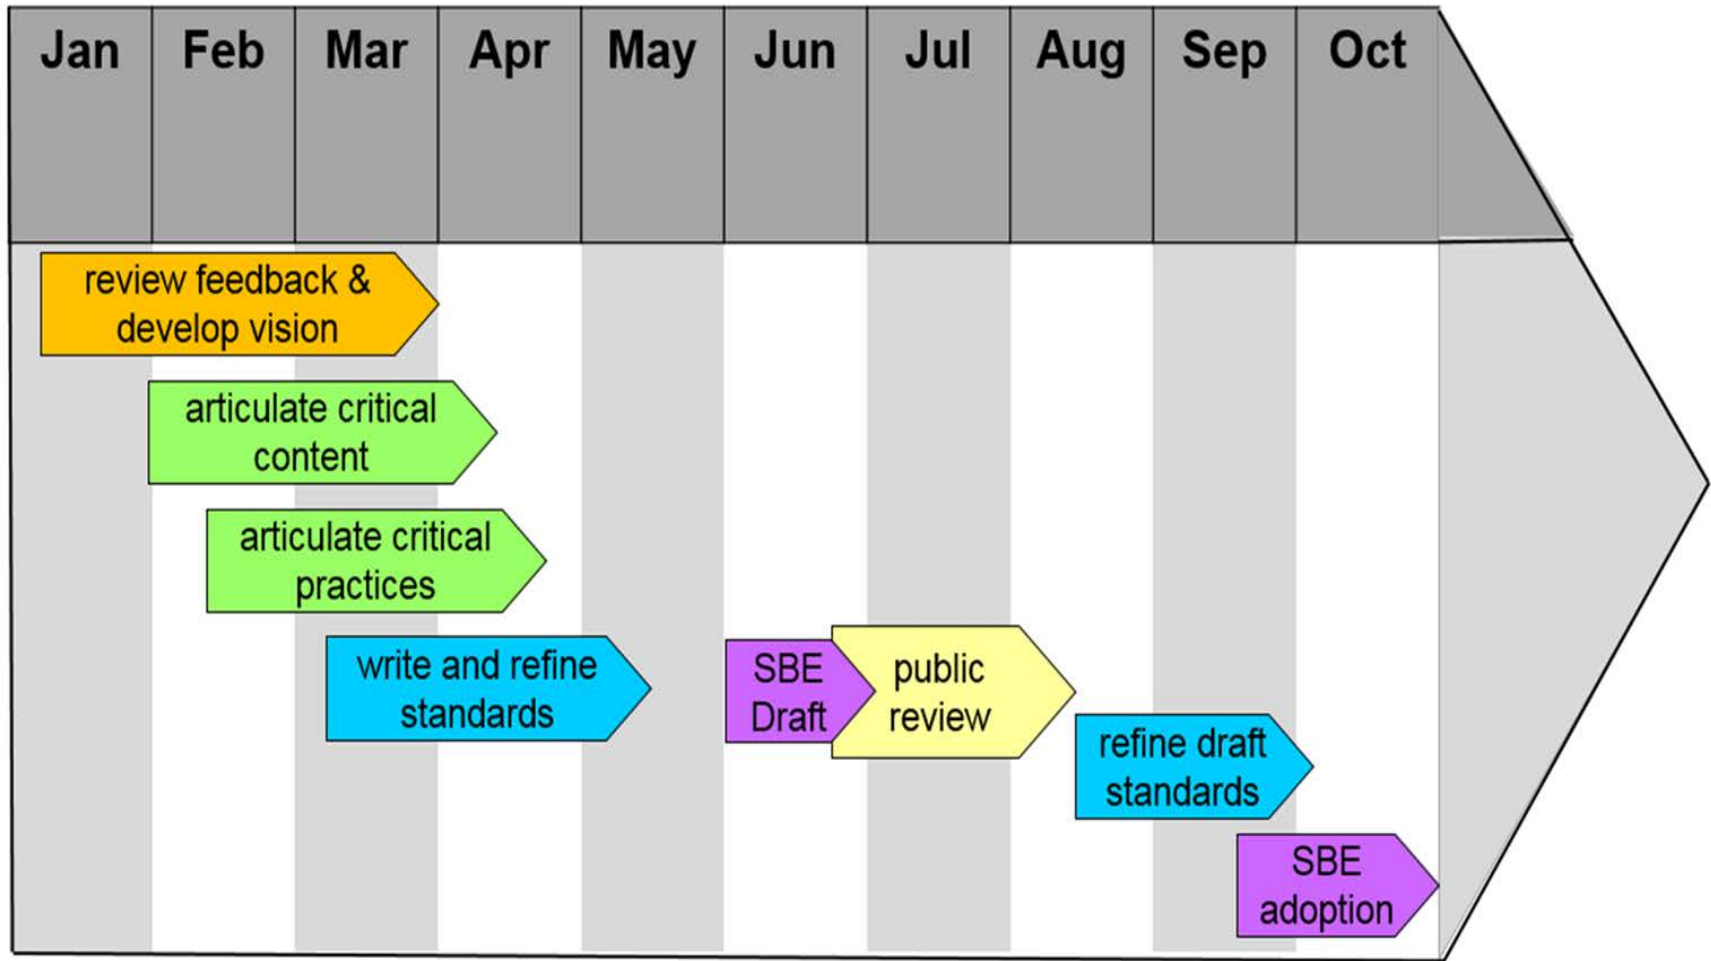 Jan Feb Mar Apr May Jun Jul Aug Sep Oct
review feedback &
develop vision
articulate critical
content
articulate critical
practices
write and refine
standards
SBE
Draft
public
review
refine draft
standards
SBE
adoption